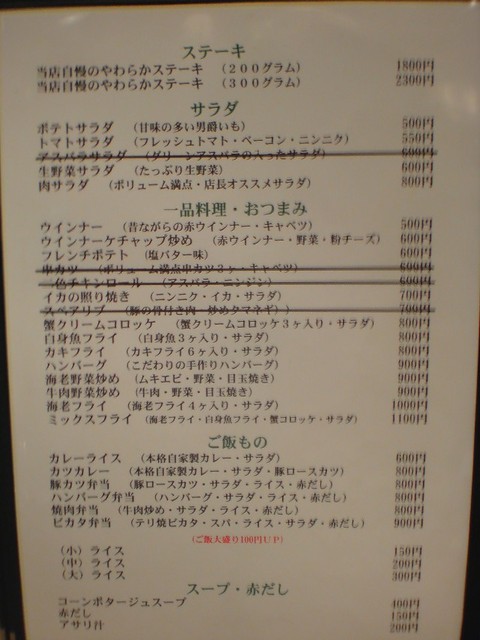 ステーキ
当店自慢のやわらかステーキ （２００グラム） 1800円
当店自慢のやわらかステーキ （３００グラム） 2300円
サラダ
ポテトサラダ （甘味の多い男爵いも） 500円
トマトサラダ （フレッシュトマト・ベーコン・ニンニク） 550円
アスパラサラダ （グリーンアスパラの入ったサラダ） 600円
生野菜サラダ （たっぷり生野菜） 600円
肉サラダ （ボリューム満点・店長オススメサラダ） 800円
一品料理・おつまみ
ウインナー （昔ながらの赤ウインナー・キャベツ） 500円
ウインナーケチャップ炒め （赤ウインナー・野菜・粉チーズ） 600円
フレンチポテト （塩バター味） 600円
串カツ （ボリューム満点串カツ３ヶ・キャベツ） 600円
二色チキンロール （アスパラ・ニンジン） 600円
イカの照り焼き （ニンニク・イカ・サラダ） 700円
スペアリブ （豚の骨付き肉 炒めタマネギ） 700円
蟹クリームコロッケ （蟹クリームコロッケ３ヶ入り・サラダ） 800円
白身魚フライ （白身魚３ヶ入り・サラダ） 800円
カキフライ （カキフライ６ヶ入り・サラダ） 800円
ハンバーグ （こだわりの手作りハンバーグ） 900円
海老野菜炒め （ムキエビ・野菜・目玉焼き） 900円
牛肉野菜炒め （牛肉・野菜・目玉焼き） 900円
海老フライ （海老フライ４ヶ入り・サラダ） 1000円
ミックスフライ （海老フライ・白身魚フライ・蟹コロッケ・サラダ） 1100円
ご飯もの
カレーライス （本格自家製カレー・サラダ） 600円
カツカレー （本格自家製カレー・サラダ・豚ロースカツ） 800円
豚カツ弁当 （豚ロースカツ・サラダ・ライス・赤だし） 800円
ハンバーグ弁当 （ハンバーグ・サラダ・ライス・赤だし） 800円
焼肉弁当 （牛肉炒め・サラダ・ライス・赤だし） 800円
ピカタ弁当 （テリ焼ピカタ・スパ・ライス・サラダ・赤だし） 900円
（ご飯大盛り100円ＵＰ）
（小）ライス 150円
（中）ライス 200円
（大）ライス 300円
スープ・赤だし
コーンポタージュスープ 400円
赤だし 150円
アサリ汁 200円